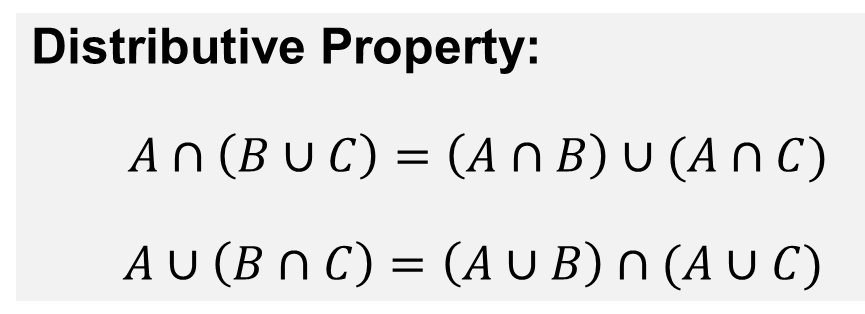 Distributive Property:
A ∩ (B ∪ C) = (A ∩ B) ∪ (A ∩ C)
A ∪ (B ∩ C) = (A ∪ B) ∩ (A ∪ C)